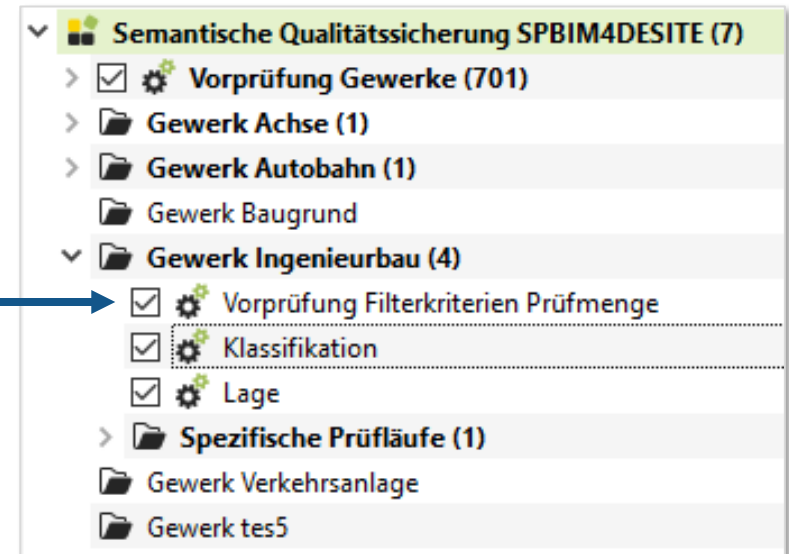 Semantische Qualitätssicherung SPBIM4DESITE (7)
Vorprüfung Gewerke (701)
Gewerk Achse (1)
Gewerk Autobahn (1)
Gewerk Baugrund
Gewerk Ingenieurbau (4)
Vorprüfung Filterkriterien Prüfmenge
Klassifikation
Lage
Spezifische Prüfläufe (1)
Gewerk Verkehrsanlage
Gewerk tes5